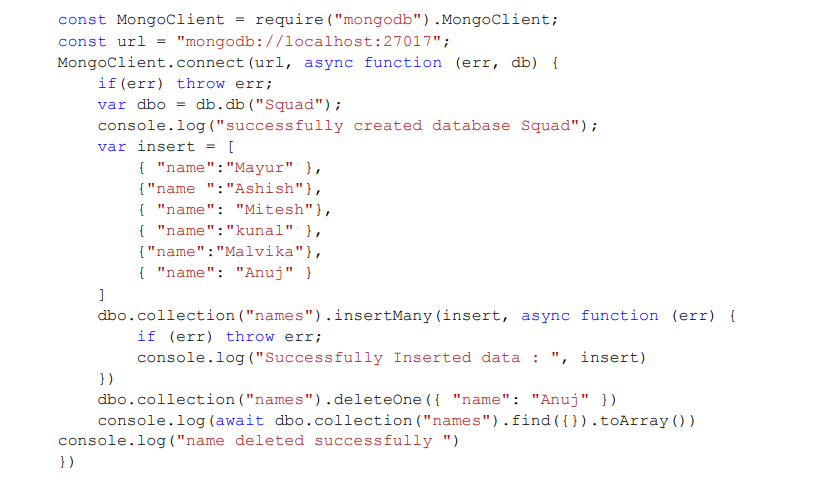 const MongoClient = require("mongodb").MongoClient;
const url = "mongodb://localhost:27017";
MongoClient.connect(url, async function (err, db) {
    if(err) throw err;
    var dbo = db.db("Squad");
    console.log("successfully created database Squad");
    var insert = [
        { "name":"Mayur" },
        {"name ":"Ashish"},
        { "name": "Mitesh"},
        { "name":"kunal" },
        {"name":"Malvika"},
        { "name": "Anuj" }
    ]
    dbo.collection("names").insertMany(insert, async function (err) {
        if (err) throw err;
        console.log("Successfully Inserted data : ", insert)
    })
    dbo.collection("names").deleteOne({ "name": "Anuj" })
    console.log(await dbo.collection("names").find({}).toArray())
console.log("name deleted successfully ")
})